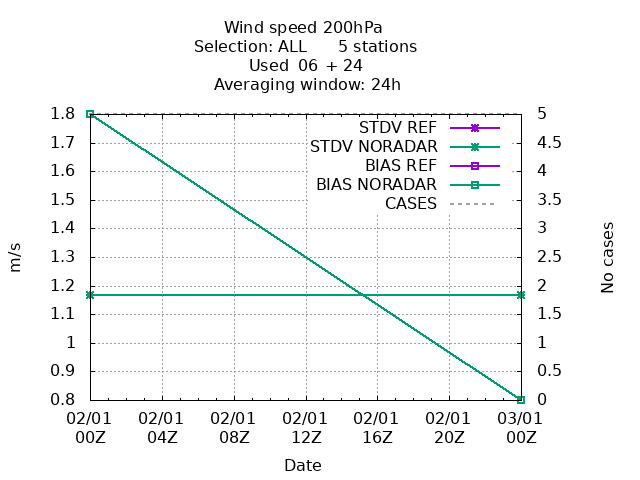 Wind speed 200hPa
Selection: ALL 5 stations
Used 06 + 24
Averaging window: 24h
1.8
1.7
1.6
1.5
1.4
1.3
1.2
1.1
1
0.9
0.8
m/s
STDV REF
STDV NORADAR
BIAS REF
BIAS NORADAR
CASES
5
4.5
4
3.5
3
2.5
2
1.5
1
0.5
0
No cases
02/01 02/01 02/01 02/01 02/01 02/01 03/01
00Z 04Z 08Z 12Z 16Z 20Z 00Z
Date